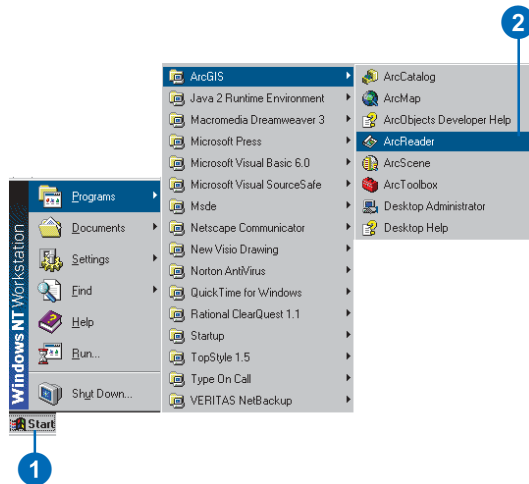 2
ArcGIS
Java 2 Runtime Environment
Macromedia Dreamweaver 3
Microsoft Press
Microsoft Visual Basic 6.0
Microsoft Visual SourceSafe
Msde
Netscape Communicator
New Visio Drawing
Norton AntiVirus
QuickTime for Windows
Rational ClearQuest 1.1
Startup
TopStyle 1.5
Type On Call
VERITAS NetBackup
ArcCatalog
ArcMap
ArcObjects Developer Help
ArcReader
ArcScene
ArcToolbox
Desktop Administrator
Desktop Help
Windows NT Workstation
Programs
Documents
Settings
Find
Help
Run...
Shut Down...
Start
1